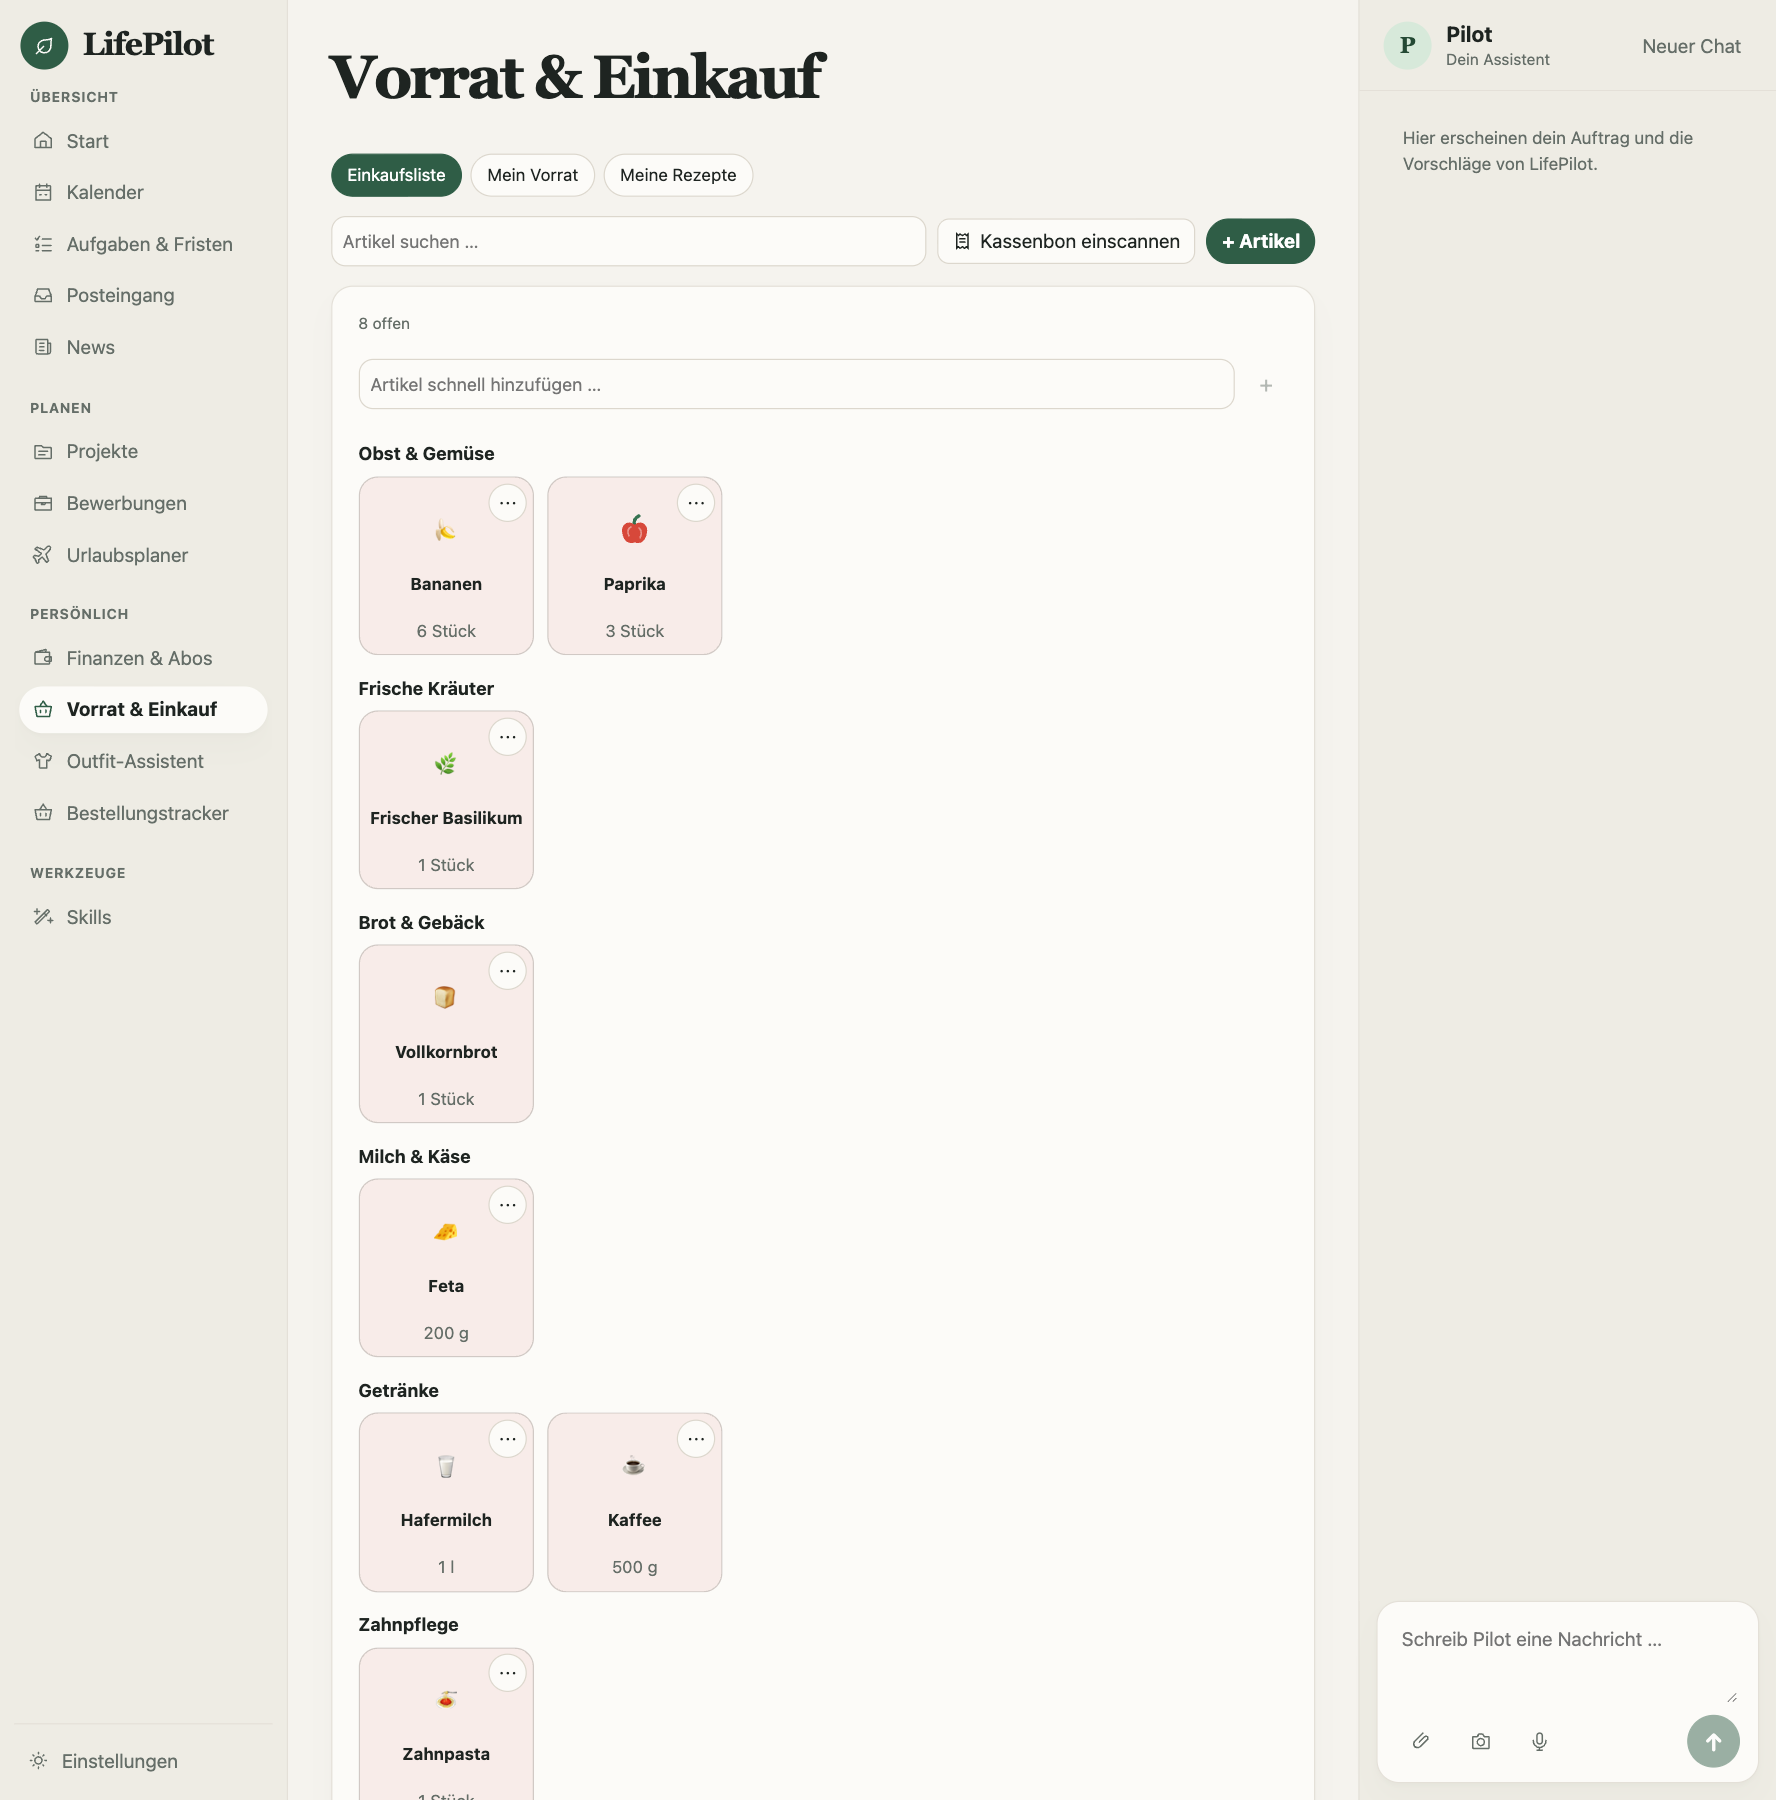 LifePilot
ÜBERSICHT
Start
Kalender
Aufgaben & Fristen
Posteingang
News
PLANEN
Projekte
Bewerbungen
Urlaubsplaner
PERSÖNLICH
Finanzen & Abos
Vorrat & Einkauf
Outfit-Assistent
Bestellungstracker
WERKZEUGE
Skills
Einstellungen
Vorrat & Einkauf
Einkaufsliste Mein Vorrat Meine Rezepte
Artikel suchen ... Kassenbon einscannen + Artikel
8 offen
Artikel schnell hinzufügen ... +
Obst & Gemüse
Bananen Paprika
6 Stück 3 Stück
Frische Kräuter
Frischer Basilikum
1 Stück
Brot & Gebäck
Vollkornbrot
1 Stück
Milch & Käse
Feta
200 g
Getränke
Hafermilch Kaffee
1 l 500 g
Zahnpflege
Zahnpasta
1 Stück
P Pilot Neuer Chat
Dein Assistent
Hier erscheinen dein Auftrag und die
Vorschläge von LifePilot.
Schreib Pilot eine Nachricht ...